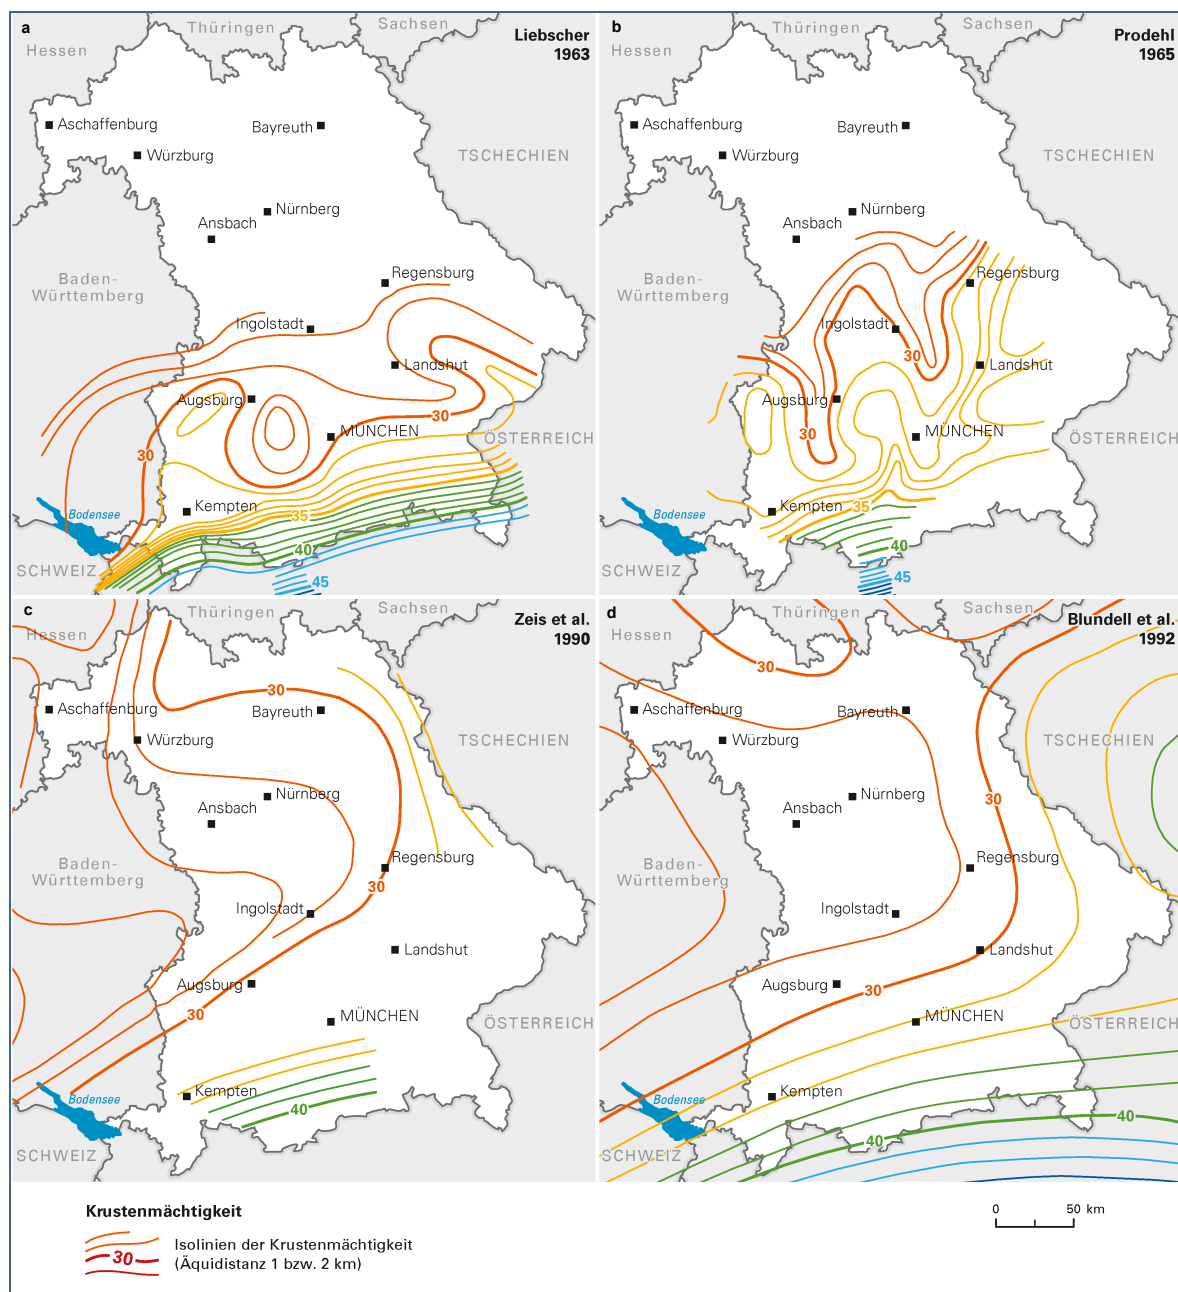 a
Thüringen
Sachsen
Hessen
Liebscher
1963
Aschaffenburg
Bayreuth
Würzburg
TSCHECHIEN
Nürnberg
Ansbach
Baden-
Württemberg
Regensburg
Ingolstadt
Landshut
Augsburg
30
MÜNCHEN
ÖSTERREICH
30
Kempten
35
Bodensee
40
SCHWEIZ
45
b
Thüringen
Sachsen
Hessen
Prodehl
1965
Aschaffenburg
Bayreuth
Würzburg
TSCHECHIEN
Nürnberg
Ansbach
Baden-
Württemberg
Regensburg
Ingolstadt
30
Landshut
Augsburg
30
MÜNCHEN
ÖSTERREICH
Kempten
35
Bodensee
40
SCHWEIZ
45
c
Thüringen
Sachsen
Hessen
Zeis et al.
1990
30
Aschaffenburg
Bayreuth
Würzburg
TSCHECHIEN
Nürnberg
Ansbach
Baden-
Württemberg
Regensburg
30
Ingolstadt
Landshut
Augsburg
30
MÜNCHEN
ÖSTERREICH
Kempten
Bodensee
40
SCHWEIZ
d
Thüringen
Sachsen
Hessen
Blundell et al.
1992
30
Aschaffenburg
Bayreuth
Würzburg
TSCHECHIEN
Nürnberg
30
Ansbach
Baden-
Württemberg
Regensburg
Ingolstadt
Landshut
Augsburg
30
MÜNCHEN
ÖSTERREICH
Kempten
Bodensee
40
40
SCHWEIZ
Krustenmächtigkeit
30
Isolinien der Krustenmächtigkeit
(Äquidistanz 1 bzw. 2 km)
0 50 km